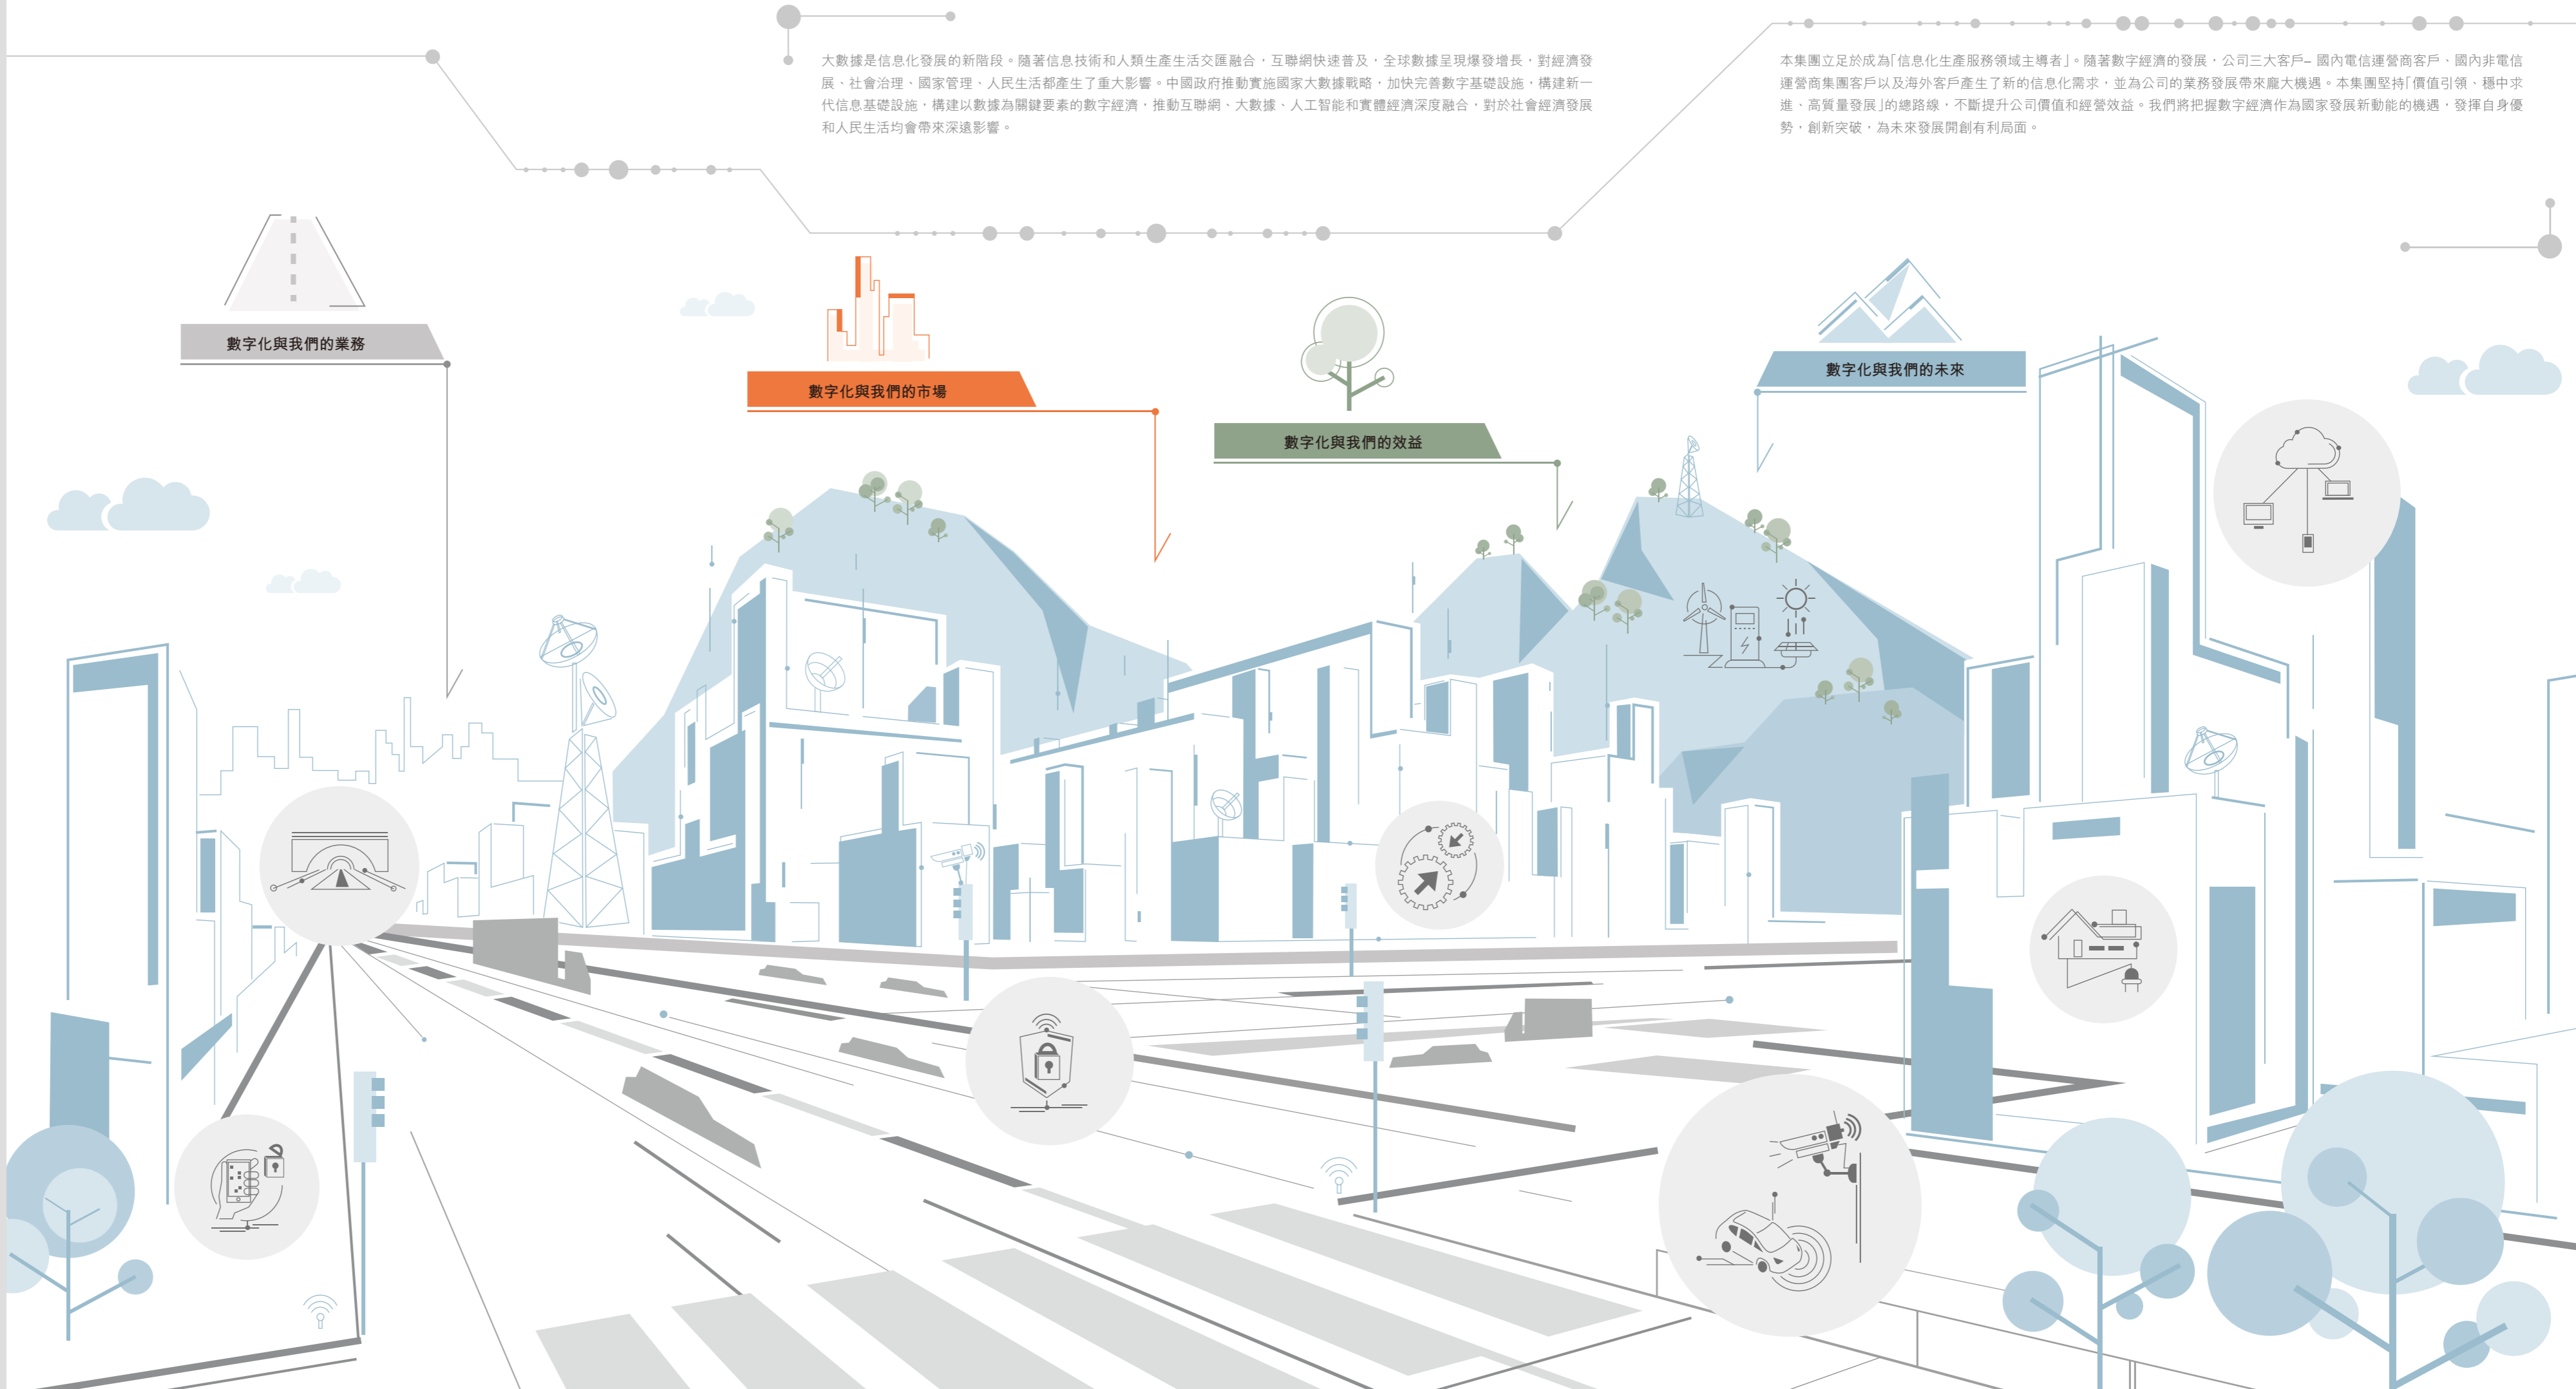 大數據是信息化發展的新階段。隨著信息技術和人類生產生活交匯融合，互聯網快速普及，全球數據呈現爆發增長，對經濟發
展、社會治理、國家管理、人民生活都產生了重大影響。中國政府推動實施國家大數據戰略，加快完善數字基礎設施，構建新一
代信息基礎設施，構建以數據為關鍵要素的數字經濟，推動互聯網、大數據、人工智能和實體經濟深度融合，對於社會經濟發展
和人民生活均會帶來深遠影響。
本集團立足於成為「信息化生產服務領域主導者」。隨著數字經濟的發展，公司三大客戶– 國內電信運營商客戶、國內非電信
運營商集團客戶以及海外客戶產生了新的信息化需求，並為公司的業務發展帶來龐大機遇。本集團堅持「價值引領、穩中求
進、高質量發展」的總路線，不斷提升公司價值和經營效益。我們將把握數字經濟作為國家發展新動能的機遇，發揮自身優
勢，創新突破，為未來發展開創有利局面。
數字化與我們的業務
數字化與我們的市場
數字化與我們的效益
數字化與我們的未來